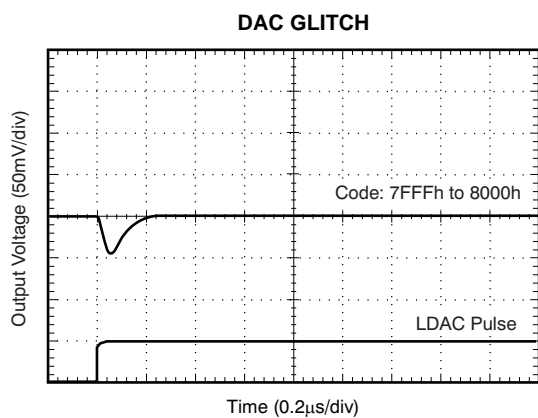 DAC GLITCH
Output Voltage (50mV/div)
Code: 7FFFh to 8000h
LDAC Pulse
Time (0.2µs/div)